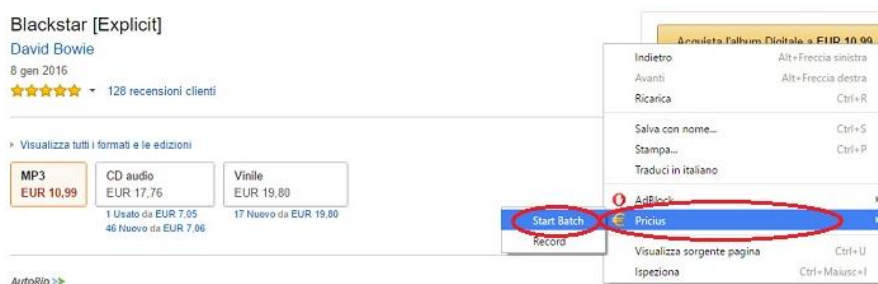 Blackstar [Explicit]
David Bowie
8 gen 2016
128 recensioni clienti
Visualizza tutti i formati e le edizioni
MP3
EUR 10,99
CD audio
EUR 17,76
1 Usato da EUR 7,05
46 Nuovo da EUR 7,06
Vinile
EUR 19,80
17 Nuovo da EUR 19,80
AutoRip
Acquista l'album Digitale a EUR 10,99
Indietro Alt+Freccia sinistra
Avanti Alt+Freccia destra
Ricarica Ctrl+R
Salva con nome... Ctrl+S
Stampa... Ctrl+P
Traduci in italiano
AdBlock
Pricius
Start Batch
Record
Visualizza sorgente pagina Ctrl+U
Ispeziona Ctrl+Maiusc+I